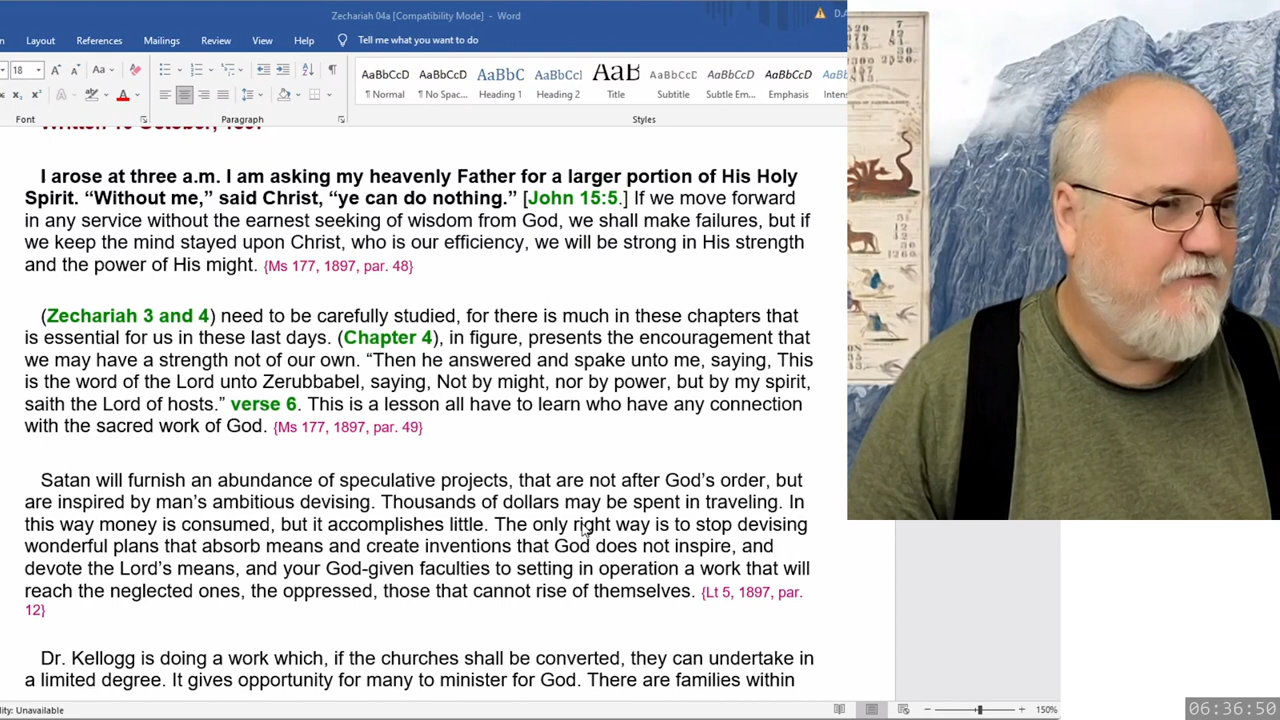 Zechariah 04a [Compatibility Mode] - Word
Layout References Mailings Review View Help Tell me what you want to do
18 Aa
AaBbCcD AaBbCcD AaBbC AaBbCcI AaB AaBbCcD AaBbCcD AaBbCcD
¶ Normal ¶ No Spac... Heading 1 Heading 2 Title Subtitle Subtle Em... Emphasis Inten
Font Paragraph Styles
I arose at three a.m. I am asking my heavenly Father for a larger portion of His Holy
Spirit. “Without me,” said Christ, “ye can do nothing.” [John 15:5.] If we move forward
in any service without the earnest seeking of wisdom from God, we shall make failures, but if
we keep the mind stayed upon Christ, who is our efficiency, we will be strong in His strength
and the power of His might. {Ms 177, 1897, par. 48}
(Zechariah 3 and 4) need to be carefully studied, for there is much in these chapters that
is essential for us in these last days. (Chapter 4), in figure, presents the encouragement that
we may have a strength not of our own. “Then he answered and spake unto me, saying, This
is the word of the Lord unto Zerubbabel, saying, Not by might, nor by power, but by my spirit,
saith the Lord of hosts.” verse 6. This is a lesson all have to learn who have any connection
with the sacred work of God. {Ms 177, 1897, par. 49}
Satan will furnish an abundance of speculative projects, that are not after God’s order, but
are inspired by man’s ambitious devising. Thousands of dollars may be spent in traveling. In
this way money is consumed, but it accomplishes little. The only right way is to stop devising
wonderful plans that absorb means and create inventions that God does not inspire, and
devote the Lord’s means, and your God-given faculties to setting in operation a work that will
reach the neglected ones, the oppressed, those that cannot rise of themselves. {Lt 5, 1897, par.
12}
Dr. Kellogg is doing a work which, if the churches shall be converted, they can undertake in
a limited degree. It gives opportunity for many to minister for God. There are families within
lity: Unavailable
150%
06:36:50